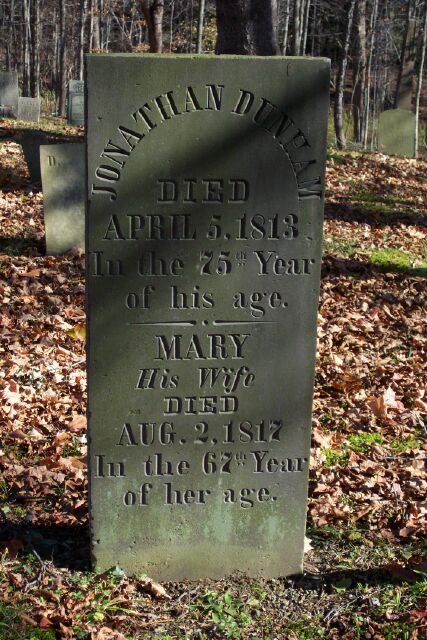 JONATHAN DUNHAM
DIED
APRIL 5, 1813
In the 75th Year
of his age.
MARY
His Wife
DIED
AUG. 2, 1817
In the 67th Year
of her age.
D